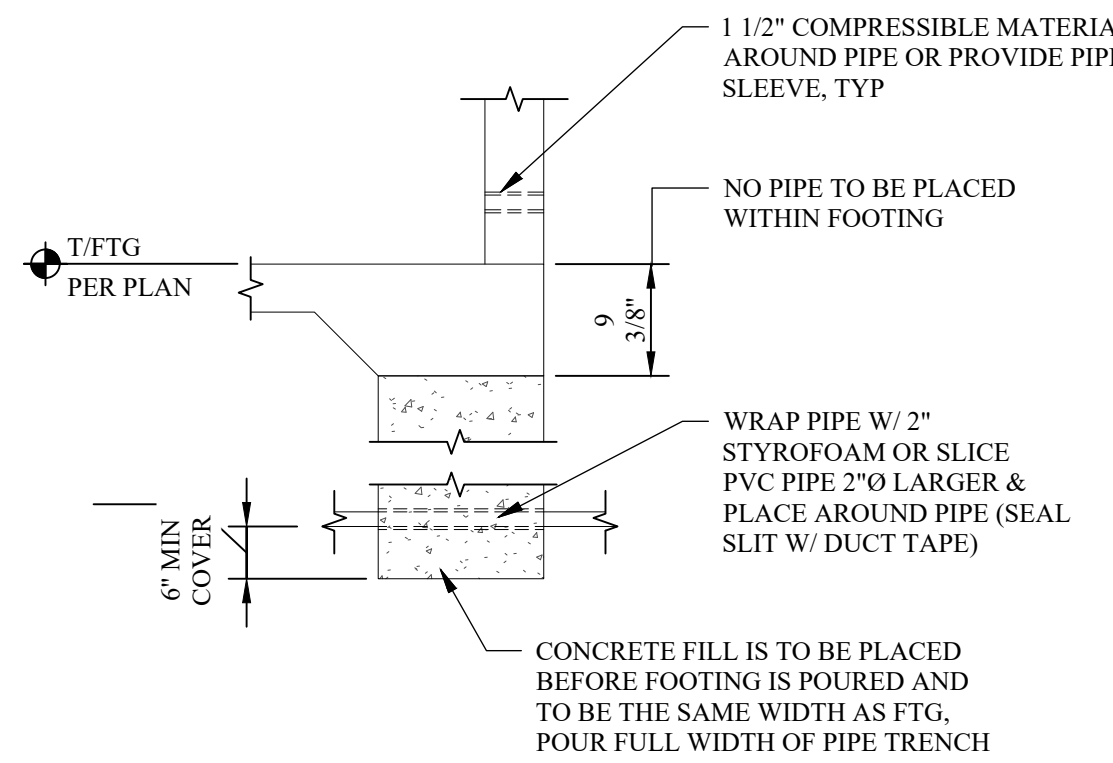 1 1/2" COMPRESSIBLE MATERIA
AROUND PIPE OR PROVIDE PIPE
SLEEVE, TYP
NO PIPE TO BE PLACED
WITHIN FOOTING
T/FTG
PER PLAN
9
3/8"
WRAP PIPE W/ 2"
STYROFOAM OR SLICE
PVC PIPE 2"Ø LARGER &
PLACE AROUND PIPE (SEAL
SLIT W/ DUCT TAPE)
6" MIN
COVER
CONCRETE FILL IS TO BE PLACED
BEFORE FOOTING IS POURED AND
TO BE THE SAME WIDTH AS FTG,
POUR FULL WIDTH OF PIPE TRENCH